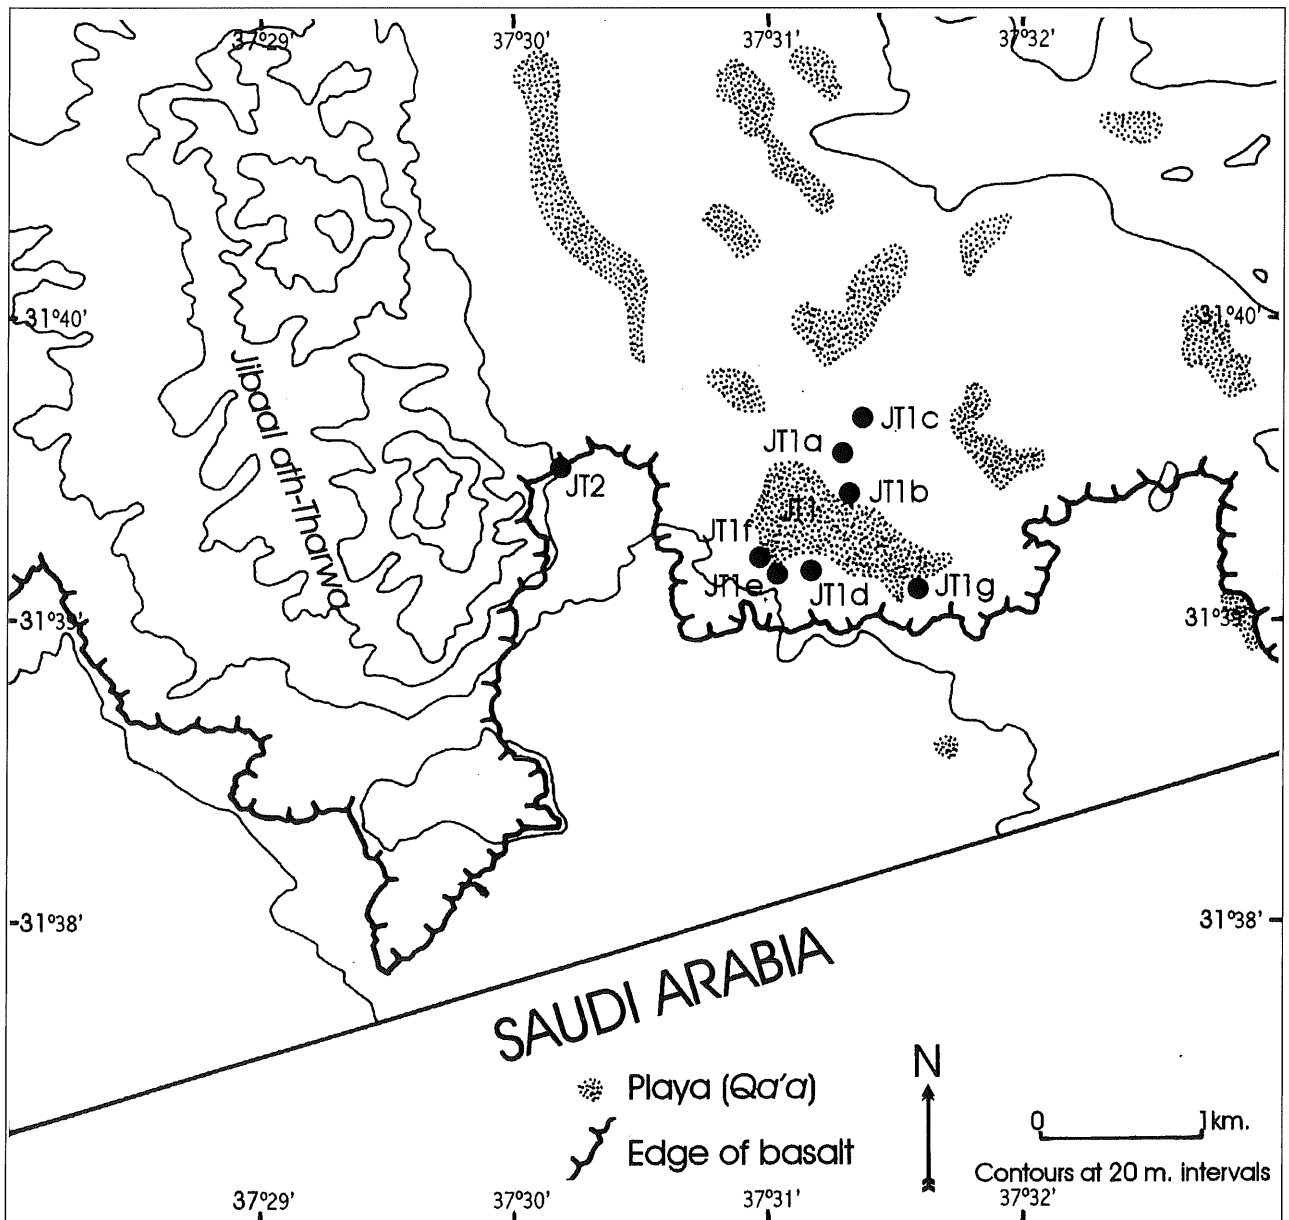 37°29'
37°30'
37°31'
37°32'
31°40'
31°40'
Jibaal ath-Tharwa
JT1c
JT1a
JT2
JT1b
JT1
JT1f
JT1e
JT1d
JT1g
31°39'
31°39'
31°38'
31°38'
SAUDI ARABIA
N
Playa (Qa'a)
0
1km.
Edge of basalt
Contours at 20 m. intervals
37°29'
37°30'
37°31'
37°32'